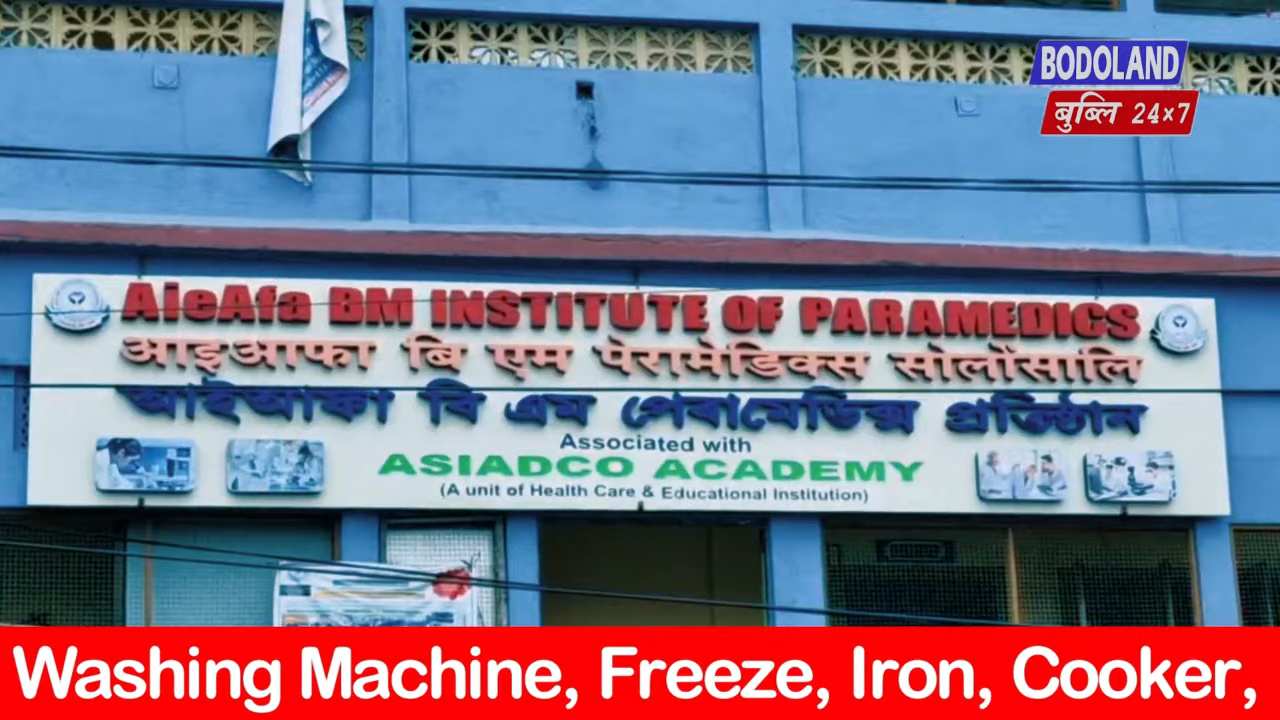 BODOLAND
बुब्लि 24×7
AieAfa BM INSTITUTE OF PARAMEDICS
आइआफा बि एम पेरामेडिक्स सोलोंसालि
আইআফা বি এম পেৰামেডিক্স প্ৰতিষ্ঠান
Associated with
ASIADCO ACADEMY
(A unit of Health Care & Educational Institution)
Washing Machine, Freeze, Iron, Cooker,